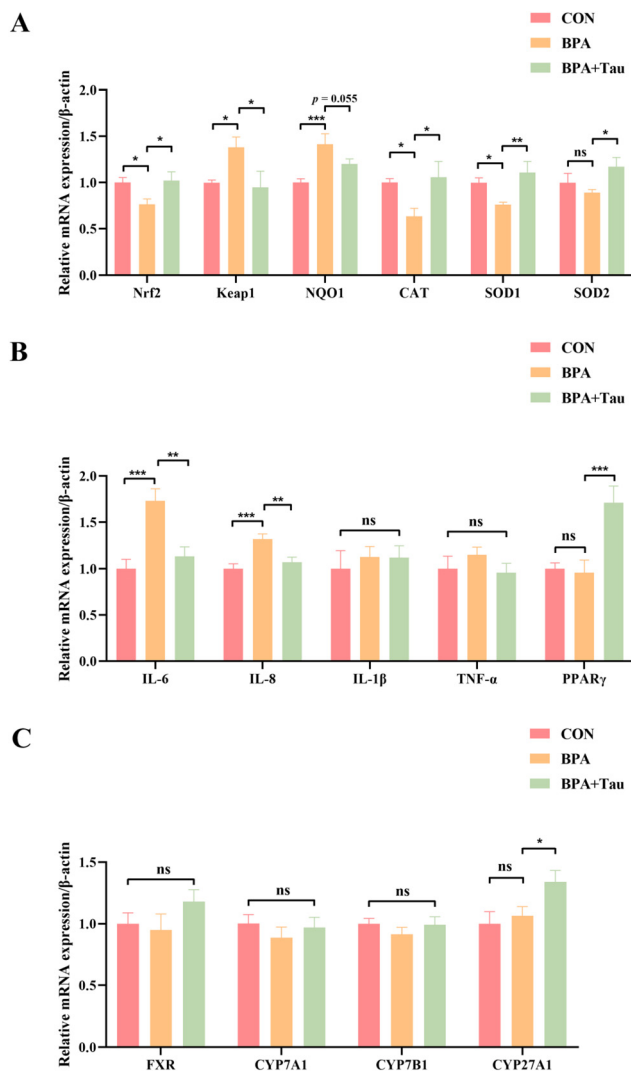 A
CON
BPA
BPA+Tau
Relative mRNA expression/β-actin
2.0
1.5
1.0
0.5
0.0
* * * * *** p = 0.055 * * * ** ns *
Nrf2 Keap1 NQO1 CAT SOD1 SOD2
B
CON
BPA
BPA+Tau
Relative mRNA expression/β-actin
2.0
1.5
1.0
0.5
0.0
*** ** *** ** ns ns ns ***
IL-6 IL-8 IL-1β TNF-α PPARγ
C
CON
BPA
BPA+Tau
Relative mRNA expression/β-actin
1.5
1.0
0.5
0.0
ns ns ns ns *
FXR CYP7A1 CYP7B1 CYP27A1